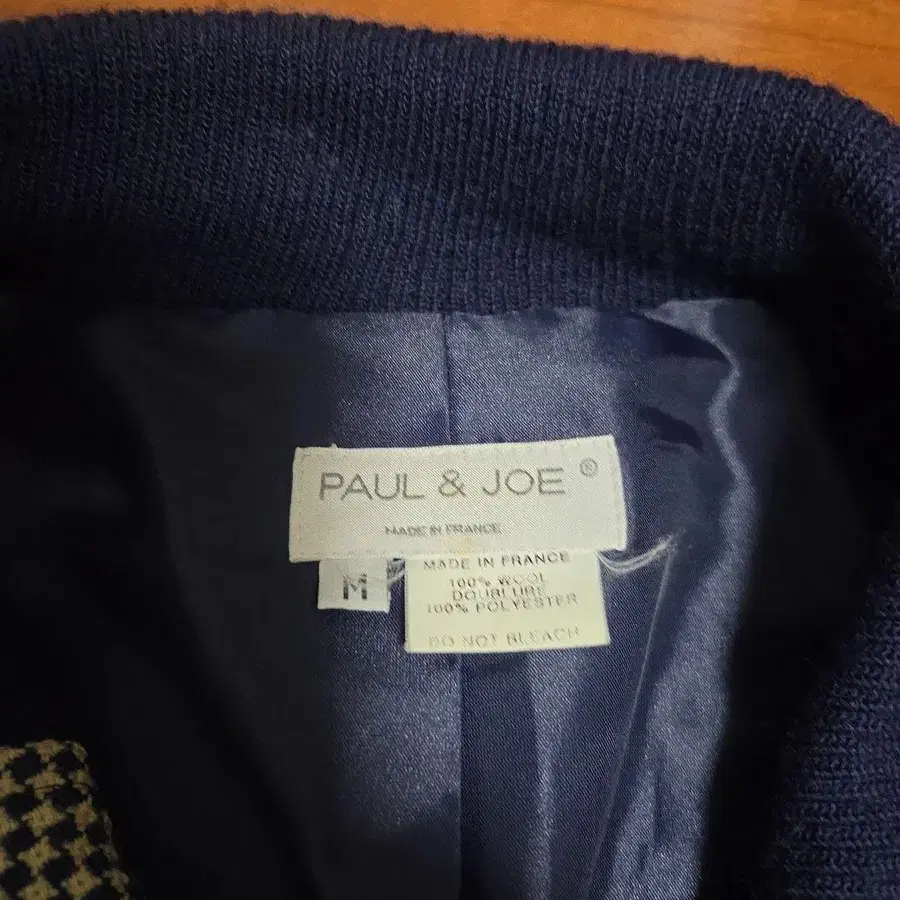 PAUL & JOE ®
MADE IN FRANCE
M
MADE IN FRANCE
100% WOOL
DOUBLURE
100% POLYESTER
DO NOT BLEACH